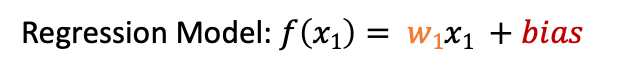 Regression Model: f(x₁) = w₁x₁ + bias